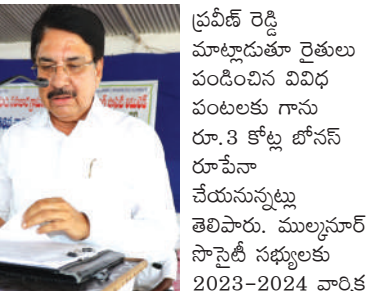 ప్రవీణ్ రెడ్డి
మాట్లాడుతూ రైతులు
పండించిన వివిధ
పంటలకు గాను
రూ.3 కోట్ల బోనస్
రూపేనా
చేయనున్నట్లు
తెలిపారు. ముల్కనూర్
సొసైటీ సభ్యులకు
2023-2024 వార్షిక